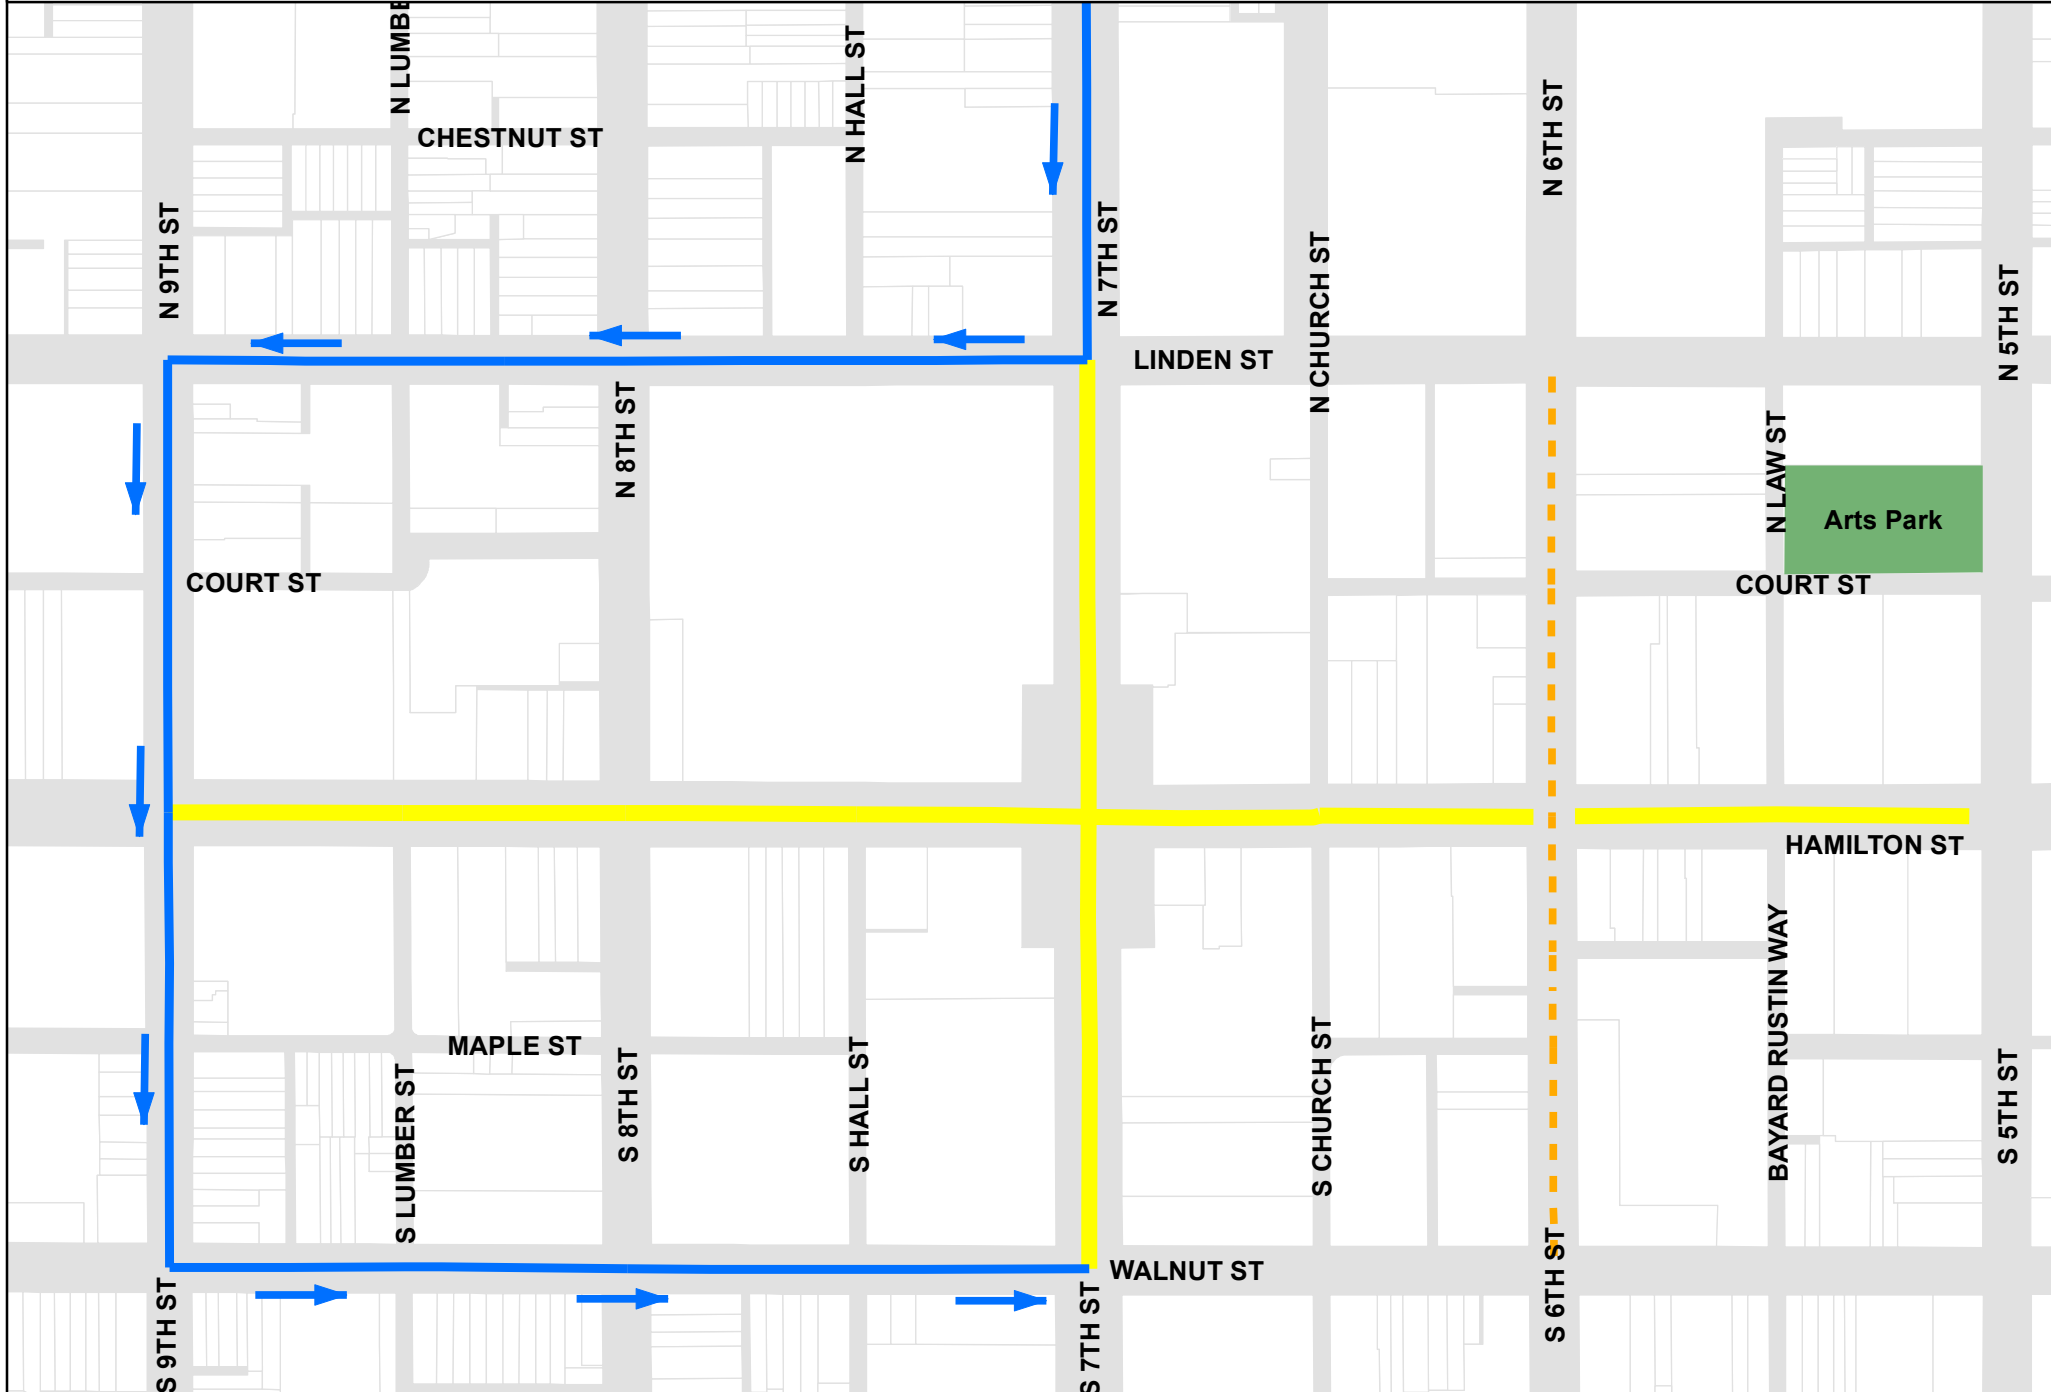 N LUMBE
CHESTNUT ST
N HALL ST
N 6TH ST
N 9TH ST
N 7TH ST
N CHURCH ST
N 5TH ST
LINDEN ST
N 8TH ST
N LAW ST
Arts Park
COURT ST
COURT ST
HAMILTON ST
BAYARD RUSTIN WAY
MAPLE ST
S LUMBER ST
S 8TH ST
S HALL ST
S CHURCH ST
S 5TH ST
WALNUT ST
S 6TH ST
S 9TH ST
S 7TH ST